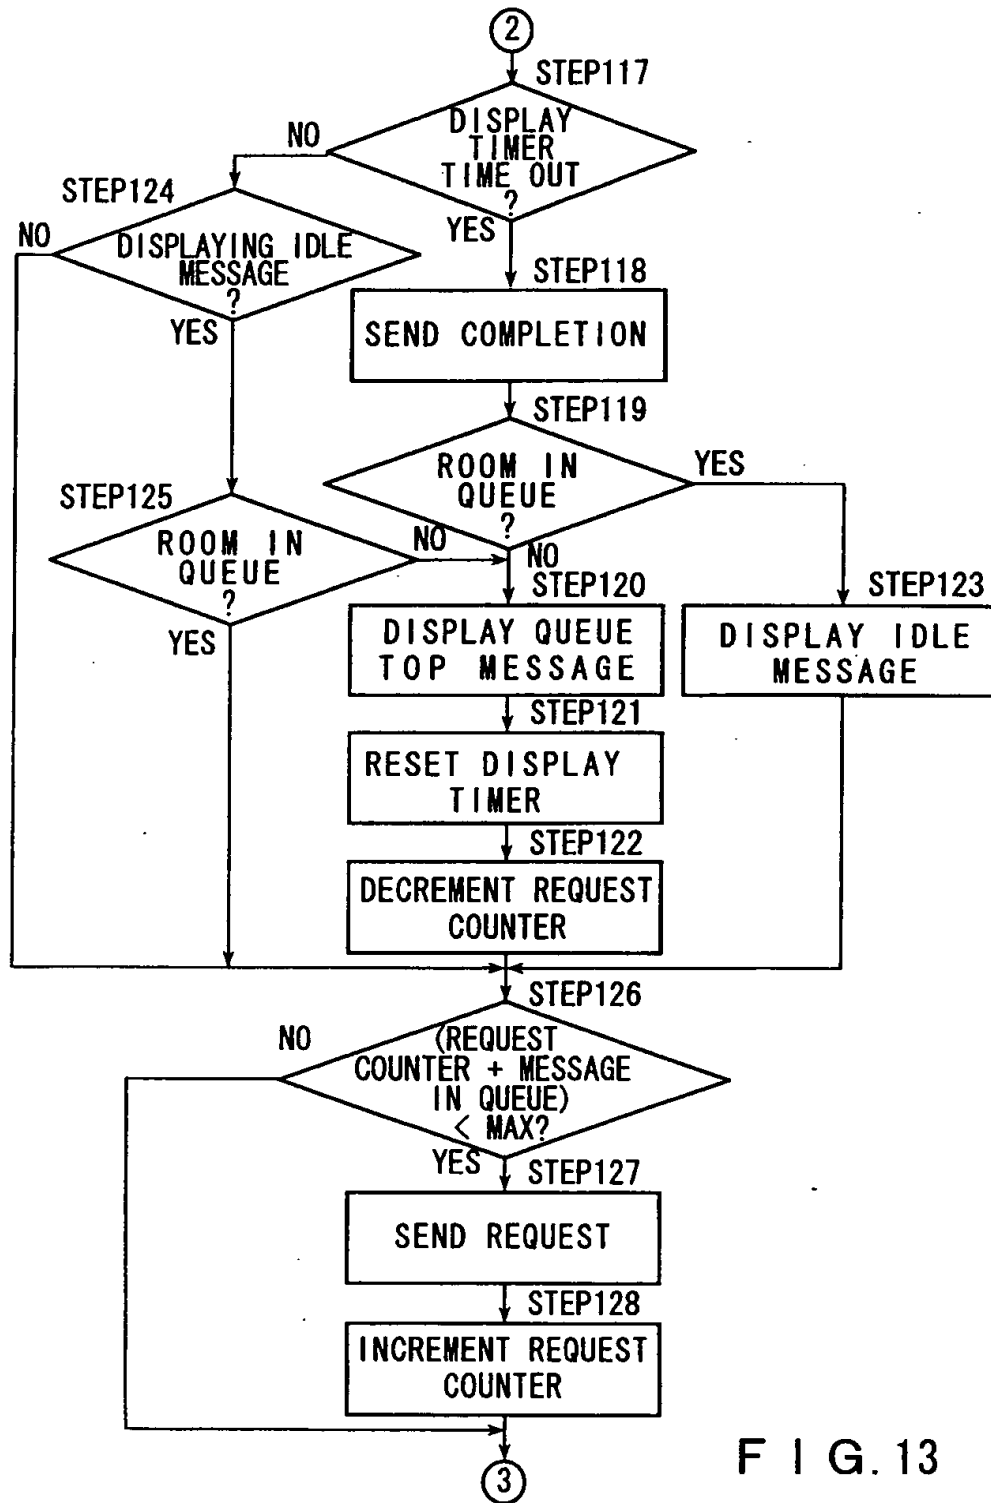 2
STEP117
DISPLAY
TIMER
TIME OUT
?
NO
YES
STEP124
NO
DISPLAYING IDLE
MESSAGE
?
YES
STEP118
SEND COMPLETION
STEP119
ROOM IN
QUEUE
?
YES
NO
STEP125
ROOM IN
QUEUE
?
NO
YES
STEP120
DISPLAY QUEUE
TOP MESSAGE
STEP123
DISPLAY IDLE
MESSAGE
STEP121
RESET DISPLAY
TIMER
STEP122
DECREMENT REQUEST
COUNTER
STEP126
NO
(REQUEST
COUNTER + MESSAGE
IN QUEUE)
< MAX?
YES
STEP127
SEND REQUEST
STEP128
INCREMENT REQUEST
COUNTER
3
FIG.13